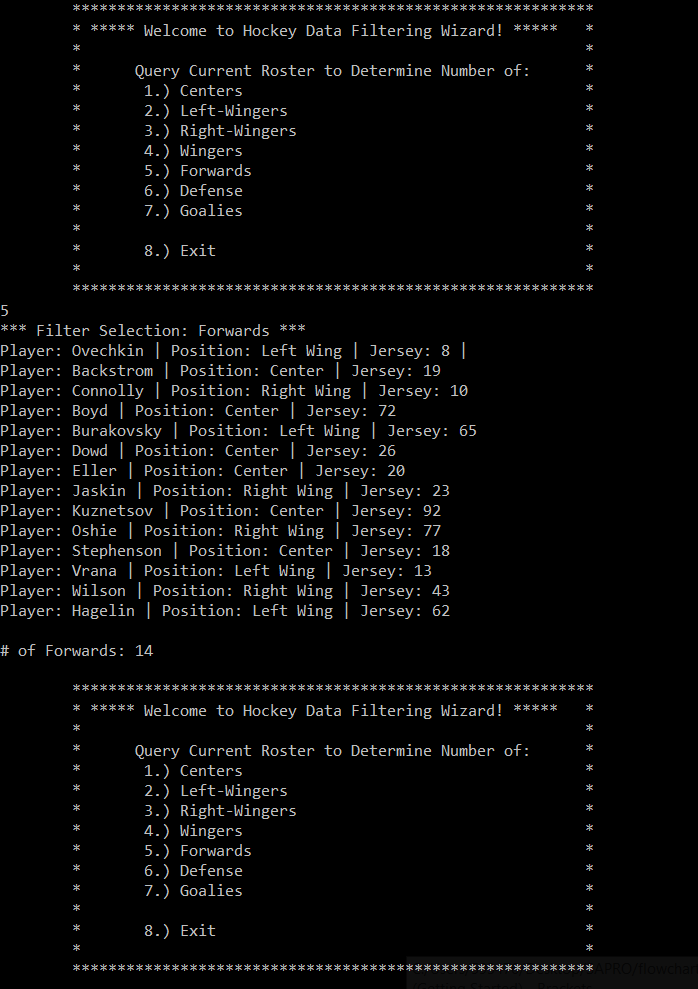 **********************************************************
* ***** Welcome to Hockey Data Filtering Wizard! *****   *
*                                                        *
*      Query Current Roster to Determine Number of:      *
*       1.) Centers                                      *
*       2.) Left-Wingers                                 *
*       3.) Right-Wingers                                *
*       4.) Wingers                                      *
*       5.) Forwards                                     *
*       6.) Defense                                      *
*       7.) Goalies                                      *
*                                                        *
*       8.) Exit                                         *
*                                                        *
**********************************************************
5
*** Filter Selection: Forwards ***
Player: Ovechkin | Position: Left Wing | Jersey: 8 |
Player: Backstrom | Position: Center | Jersey: 19
Player: Connolly | Position: Right Wing | Jersey: 10
Player: Boyd | Position: Center | Jersey: 72
Player: Burakovsky | Position: Left Wing | Jersey: 65
Player: Dowd | Position: Center | Jersey: 26
Player: Eller | Position: Center | Jersey: 20
Player: Jaskin | Position: Right Wing | Jersey: 23
Player: Kuznetsov | Position: Center | Jersey: 92
Player: Oshie | Position: Right Wing | Jersey: 77
Player: Stephenson | Position: Center | Jersey: 18
Player: Vrana | Position: Left Wing | Jersey: 13
Player: Wilson | Position: Right Wing | Jersey: 43
Player: Hagelin | Position: Left Wing | Jersey: 62
# of Forwards: 14
**********************************************************
* ***** Welcome to Hockey Data Filtering Wizard! *****   *
*                                                        *
*      Query Current Roster to Determine Number of:      *
*       1.) Centers                                      *
*       2.) Left-Wingers                                 *
*       3.) Right-Wingers                                *
*       4.) Wingers                                      *
*       5.) Forwards                                     *
*       6.) Defense                                      *
*       7.) Goalies                                      *
*                                                        *
*       8.) Exit                                         *
*                                                        *
**********************************************************